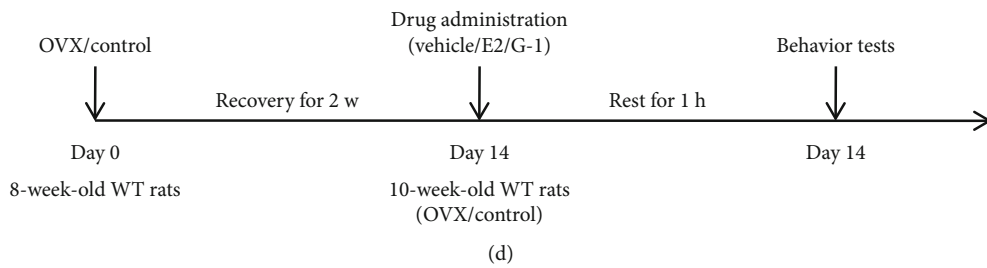 Drug administration
OVX/control
(vehicle/E2/G-1)
Behavior tests
Recovery for 2 w
Rest for 1 h
Day 0
Day 14
Day 14
8-week-old WT rats
10-week-old WT rats
(OVX/control)
(d)